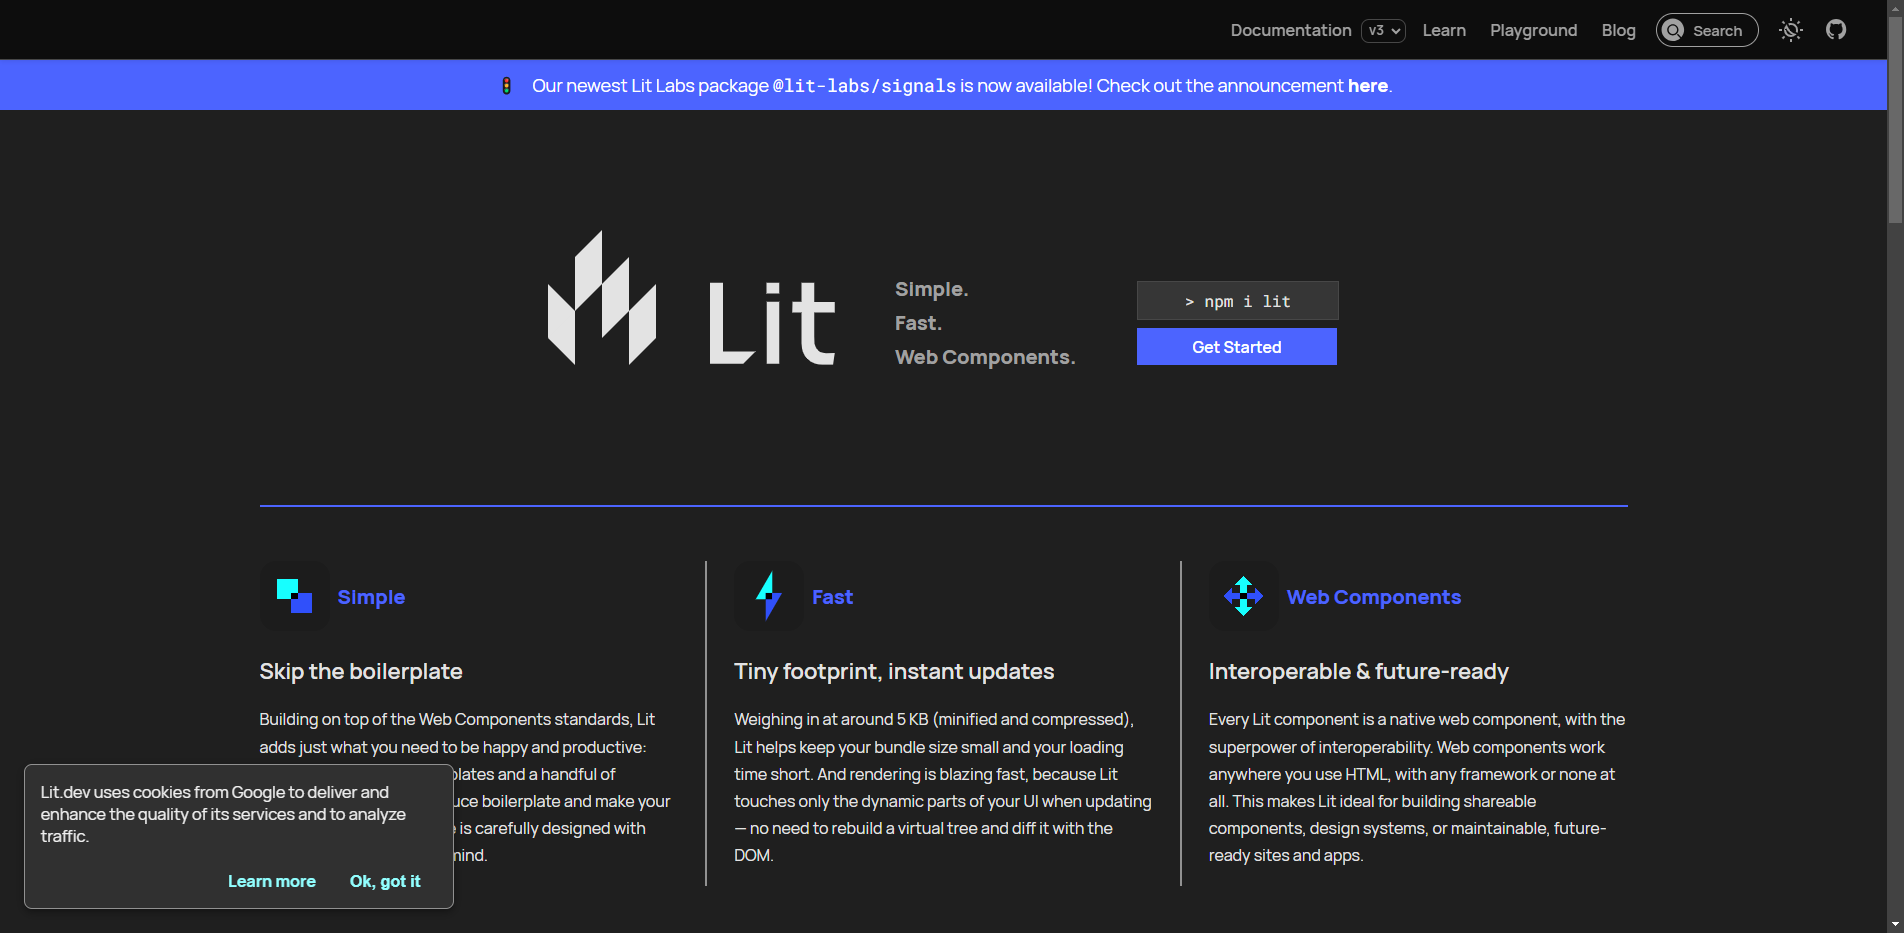 Documentation v3 Learn Playground Blog Search
Our newest Lit Labs package @lit-labs/signals is now available! Check out the announcement here.
Lit
Simple.
Fast.
Web Components.
> npm i lit
Get Started
Simple
Skip the boilerplate
Building on top of the Web Components standards, Lit
adds just what you need to be happy and productive:
lates and a handful of
uce boilerplate and make your
is carefully designed with
mind.
Fast
Tiny footprint, instant updates
Weighing in at around 5 KB (minified and compressed),
Lit helps keep your bundle size small and your loading
time short. And rendering is blazing fast, because Lit
touches only the dynamic parts of your UI when updating
— no need to rebuild a virtual tree and diff it with the
DOM.
Web Components
Interoperable & future-ready
Every Lit component is a native web component, with the
superpower of interoperability. Web components work
anywhere you use HTML, with any framework or none at
all. This makes Lit ideal for building shareable
components, design systems, or maintainable, future-
ready sites and apps.
Lit.dev uses cookies from Google to deliver and
enhance the quality of its services and to analyze
traffic.
Learn more Ok, got it